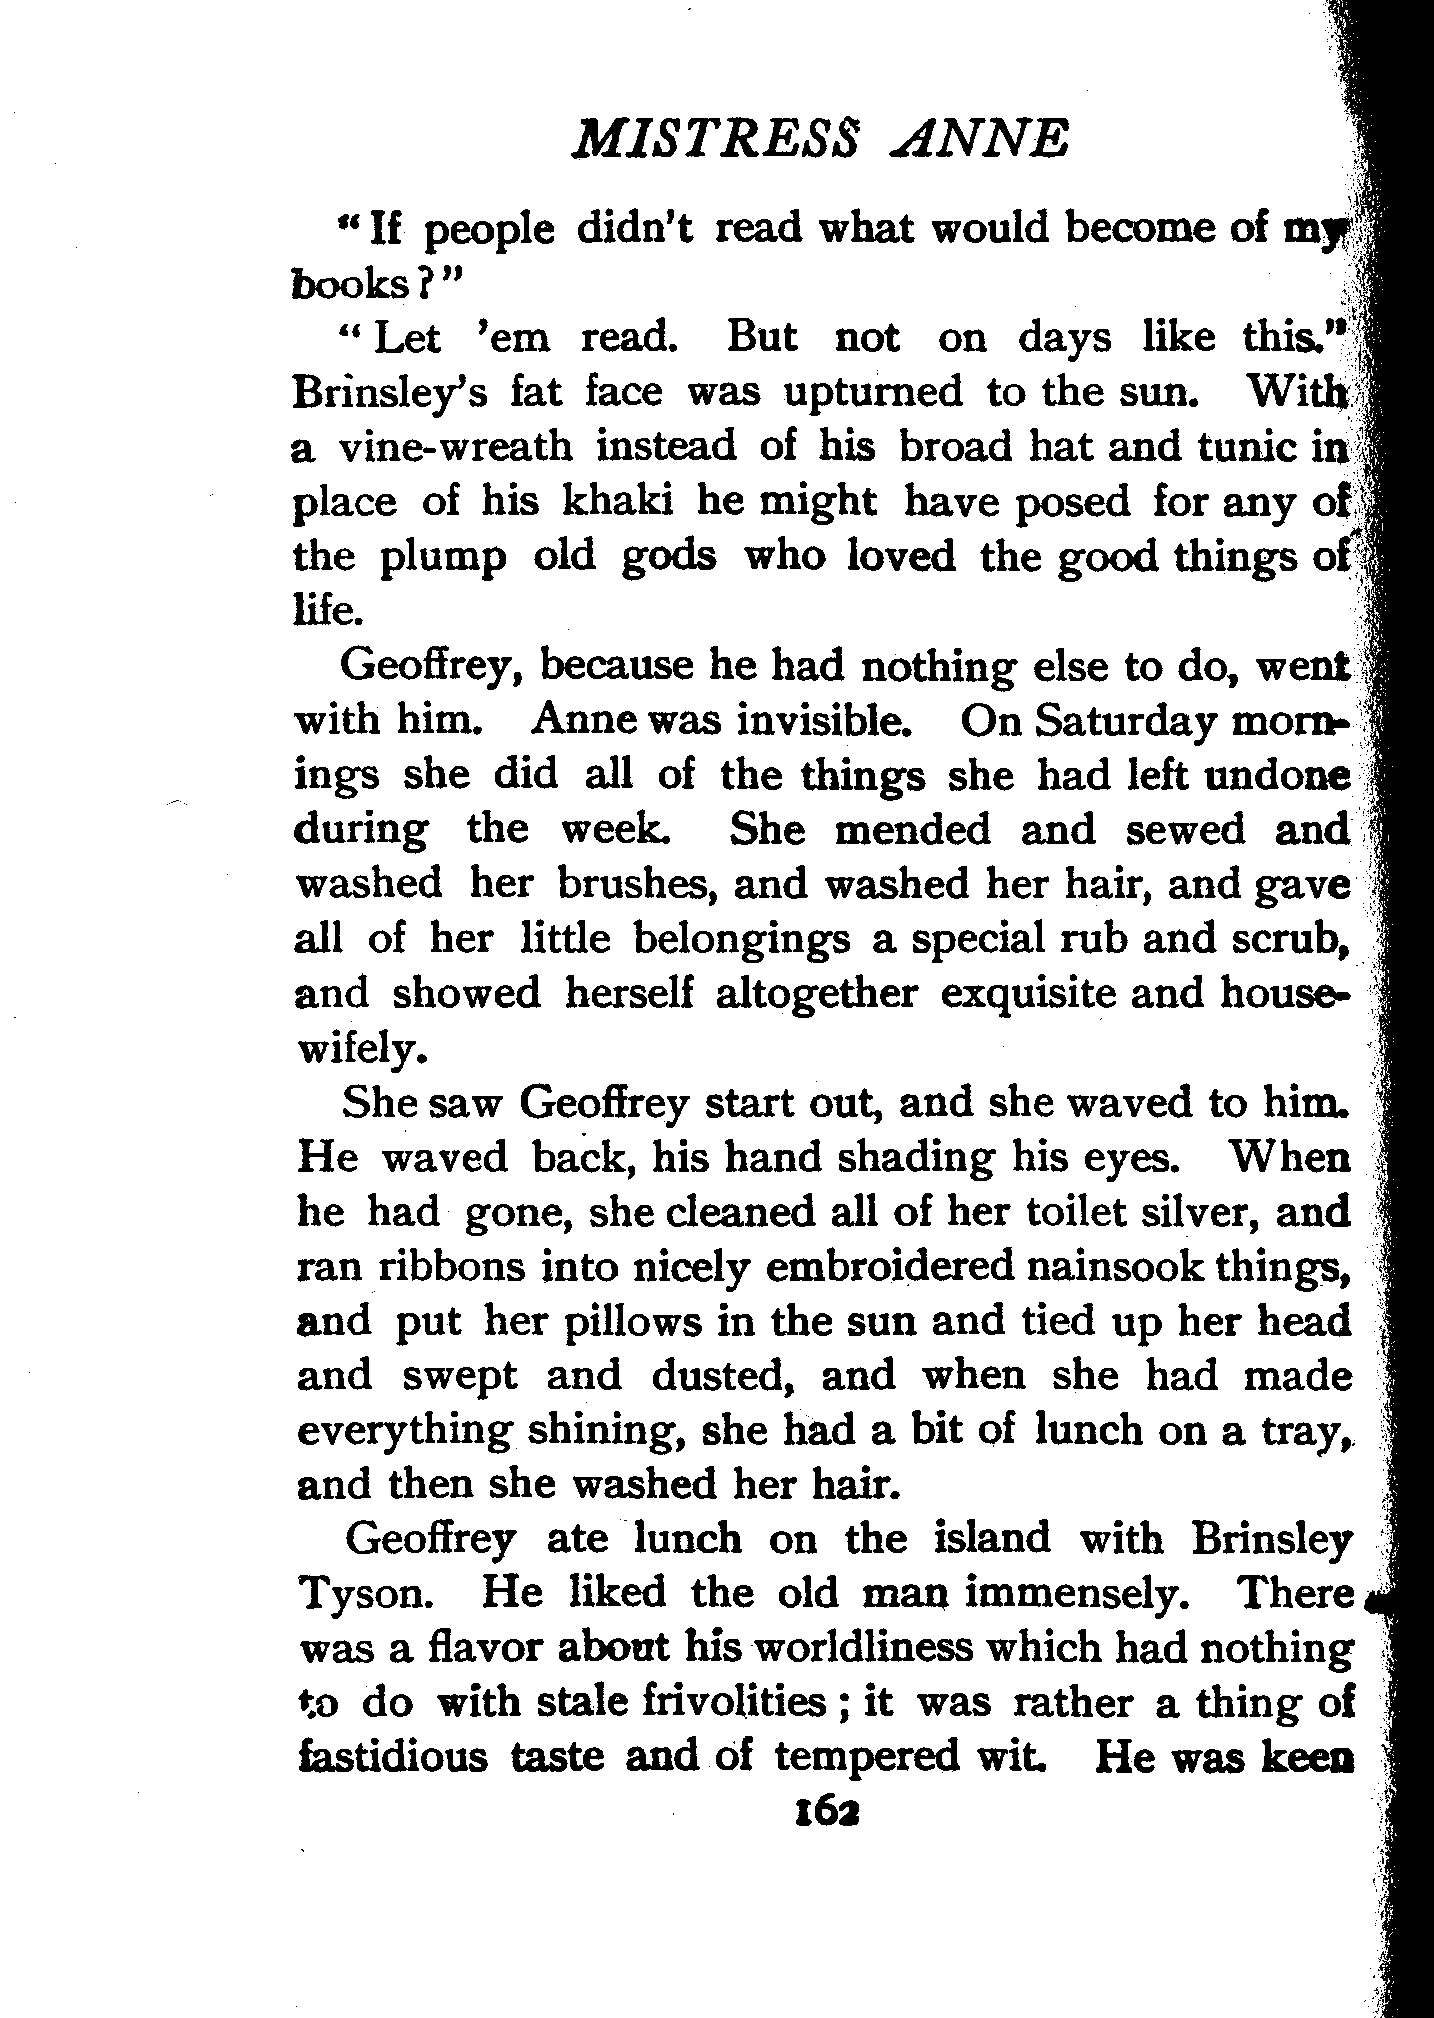 MISTRESS ANNE
“If people didn’t read what would become of my
books?”
“Let ’em read. But not on days like this.”
Brinsley’s fat face was upturned to the sun. With
a vine-wreath instead of his broad hat and tunic in
place of his khaki he might have posed for any of
the plump old gods who loved the good things of
life.
Geoffrey, because he had nothing else to do, went
with him. Anne was invisible. On Saturday morn-
ings she did all of the things she had left undone
during the week. She mended and sewed and
washed her brushes, and washed her hair, and gave
all of her little belongings a special rub and scrub,
and showed herself altogether exquisite and house-
wifely.
She saw Geoffrey start out, and she waved to him.
He waved back, his hand shading his eyes. When
he had gone, she cleaned all of her toilet silver, and
ran ribbons into nicely embroidered nainsook things,
and put her pillows in the sun and tied up her head
and swept and dusted, and when she had made
everything shining, she had a bit of lunch on a tray,
and then she washed her hair.
Geoffrey ate lunch on the island with Brinsley
Tyson. He liked the old man immensely. There
was a flavor about his worldliness which had nothing
to do with stale frivolities; it was rather a thing of
fastidious taste and of tempered wit. He was keen
162